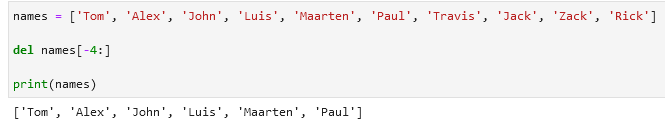 names = ['Tom', 'Alex', 'John', 'Luis', 'Maarten', 'Paul', 'Travis', 'Jack', 'Zack', 'Rick']
del names[-4:]
print(names)
['Tom', 'Alex', 'John', 'Luis', 'Maarten', 'Paul']